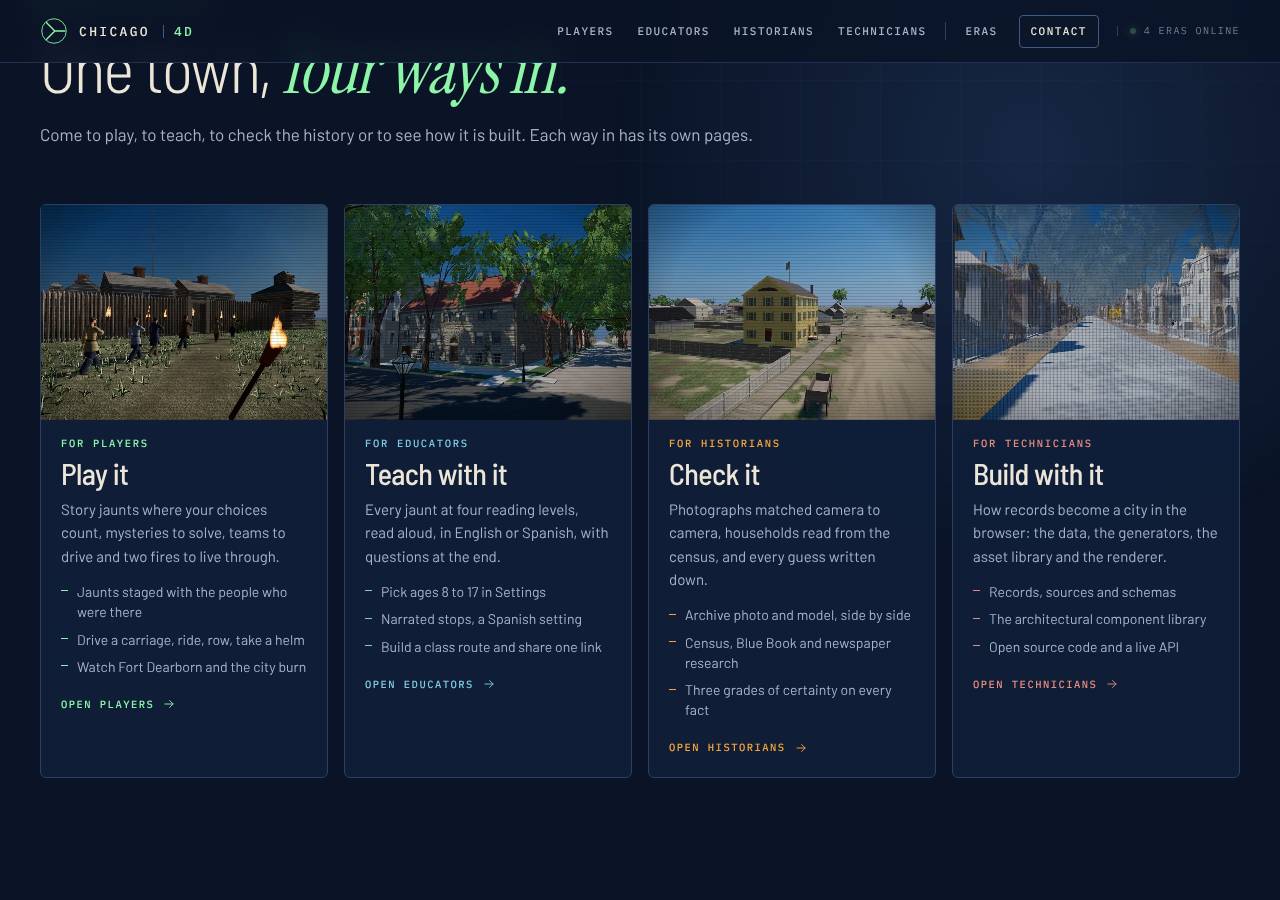 CHICAGO | 4D
PLAYERS
EDUCATORS
HISTORIANS
TECHNICIANS
ERAS
CONTACT
4 ERAS ONLINE
One town, four ways in.
Come to play, to teach, to check the history or to see how it is built. Each way in has its own pages.
FOR PLAYERS
Play it
Story jaunts where your choices
count, mysteries to solve, teams to
drive and two fires to live through.
Jaunts staged with the people who
were there
Drive a carriage, ride, row, take a helm
Watch Fort Dearborn and the city burn
OPEN PLAYERS →
FOR EDUCATORS
Teach with it
Every jaunt at four reading levels,
read aloud, in English or Spanish, with
questions at the end.
Pick ages 8 to 17 in Settings
Narrated stops, a Spanish setting
Build a class route and share one link
OPEN EDUCATORS →
FOR HISTORIANS
Check it
Photographs matched camera to
camera, households read from the
census, and every guess written
down.
Archive photo and model, side by side
Census, Blue Book and newspaper
research
Three grades of certainty on every
fact
OPEN HISTORIANS →
FOR TECHNICIANS
Build with it
How records become a city in the
browser: the data, the generators, the
asset library and the renderer.
Records, sources and schemas
The architectural component library
Open source code and a live API
OPEN TECHNICIANS →